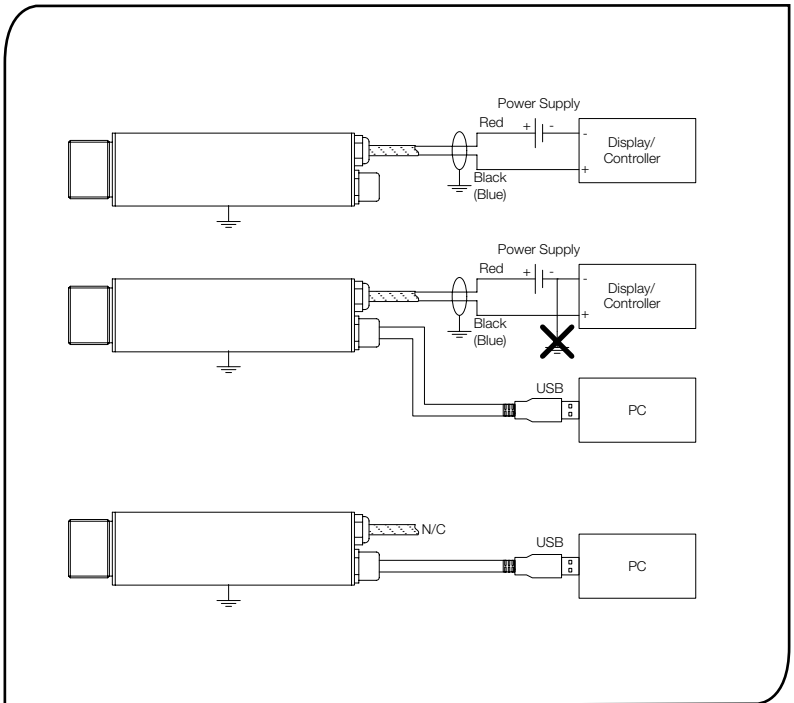 Power Supply
Red + -
-
Display/
Controller
+
Black
(Blue)
Power Supply
Red + -
-
Display/
Controller
+
Black
(Blue)
USB
PC
N/C
USB
PC